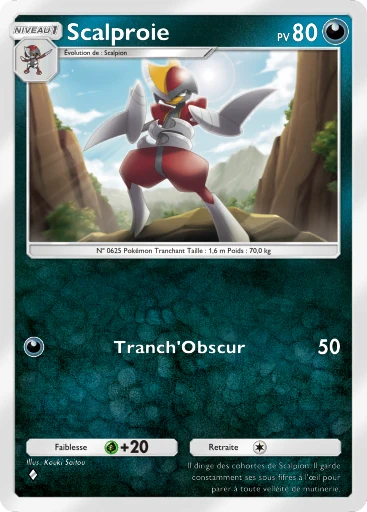 NIVEAU 1
Scalproie
PV 80
Évolution de : Scalpion
N° 0625 Pokémon Tranchant Taille : 1,6 m Poids : 70,0 kg
Tranch'Obscur 50
Faiblesse +20
Retraite
Illus. Kouki Saitou
Il dirige des cohortes de Scalpion. Il garde
constamment ses sous fifres à l'œil pour
parer à toute velléité de mutinerie.